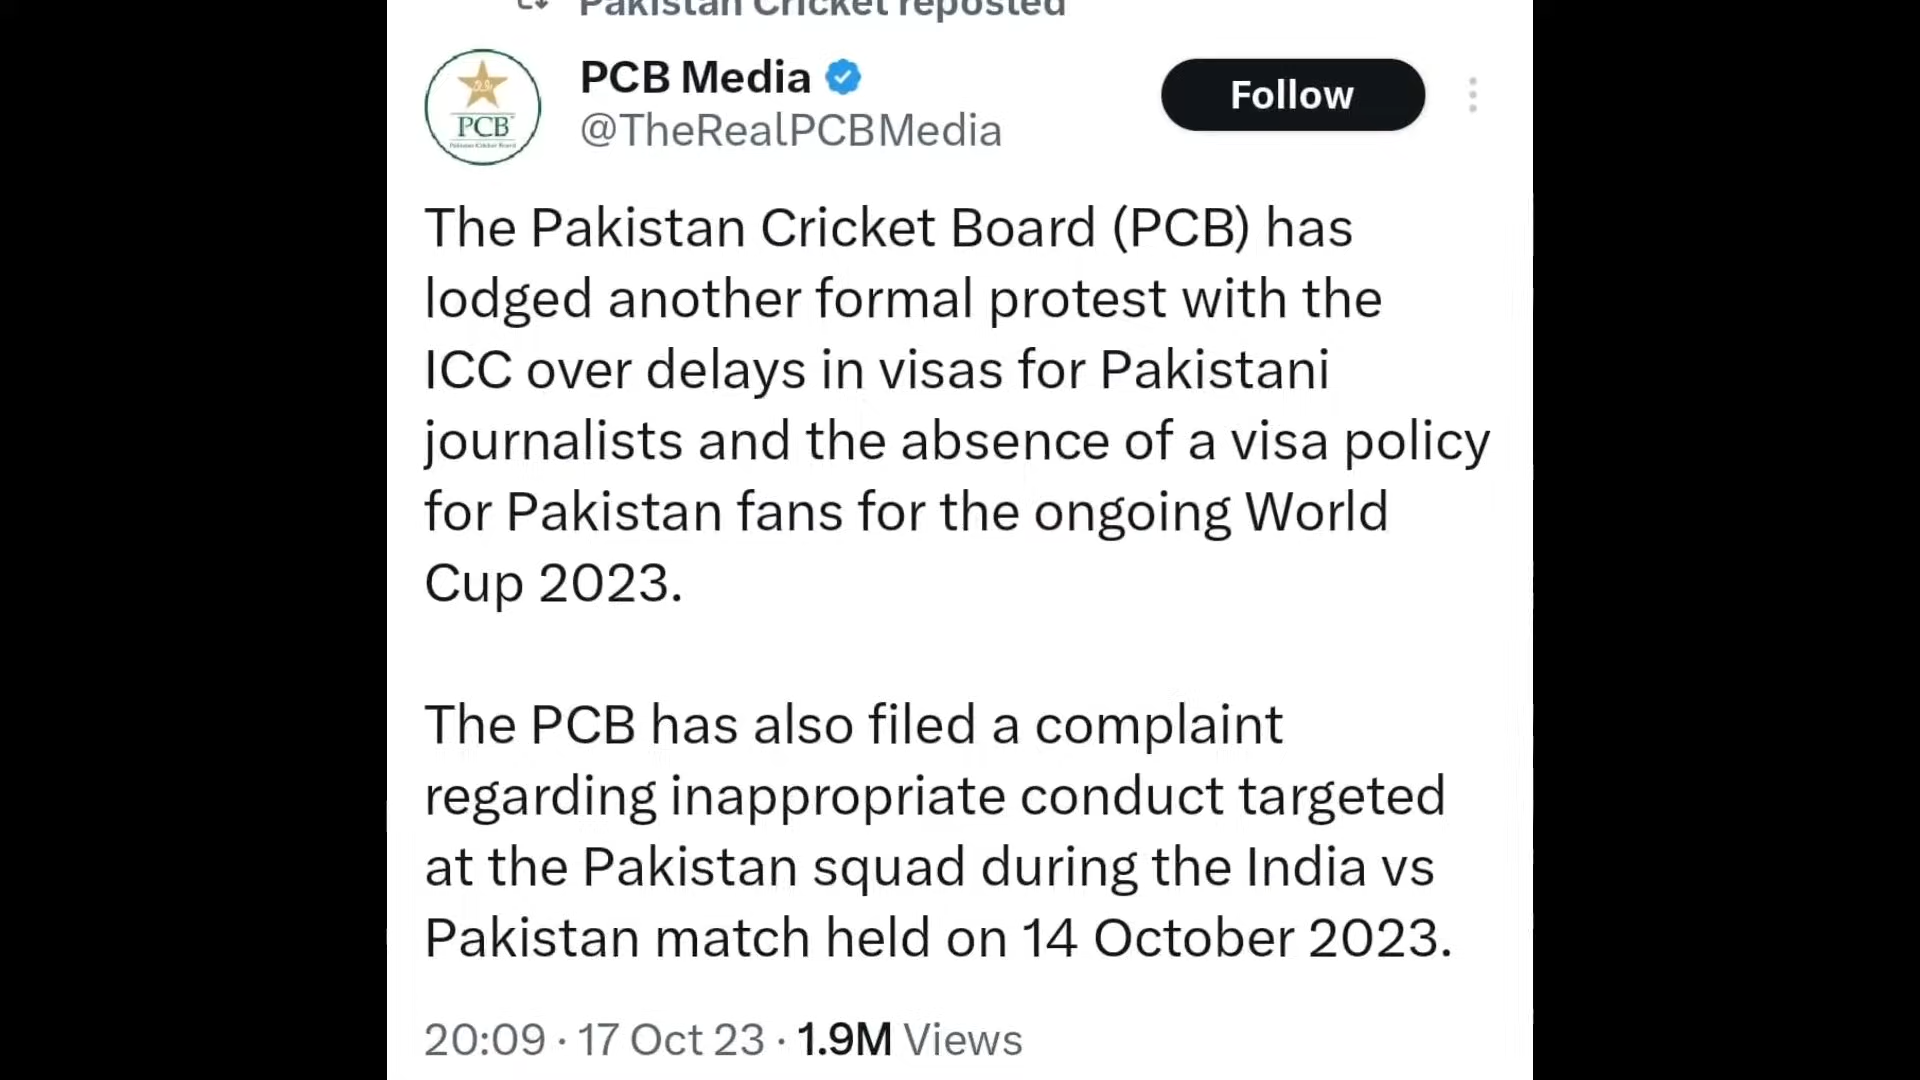 Pakistan Cricket reposted
PCB Media
@TheRealPCBMedia
Follow
PCB
Pakistan Cricket Board
The Pakistan Cricket Board (PCB) has
lodged another formal protest with the
ICC over delays in visas for Pakistani
journalists and the absence of a visa policy
for Pakistan fans for the ongoing World
Cup 2023.
The PCB has also filed a complaint
regarding inappropriate conduct targeted
at the Pakistan squad during the India vs
Pakistan match held on 14 October 2023.
20:09 · 17 Oct 23 · 1.9M Views